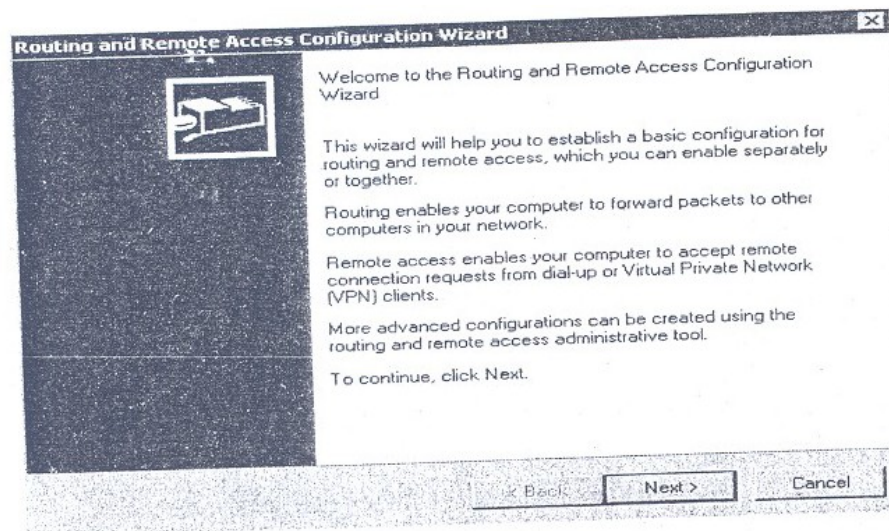 Routing and Remote Access Configuration Wizard
Welcome to the Routing and Remote Access Configuration
Wizard
This wizard will help you to establish a basic configuration for
routing and remote access, which you can enable separately
or together.
Routing enables your computer to forward packets to other
computers in your network.
Remote access enables your computer to accept remote
connection requests from dial-up or Virtual Private Network
(VPN) clients.
More advanced configurations can be created using the
routing and remote access administrative tool.
To continue, click Next.
< Back Next > Cancel